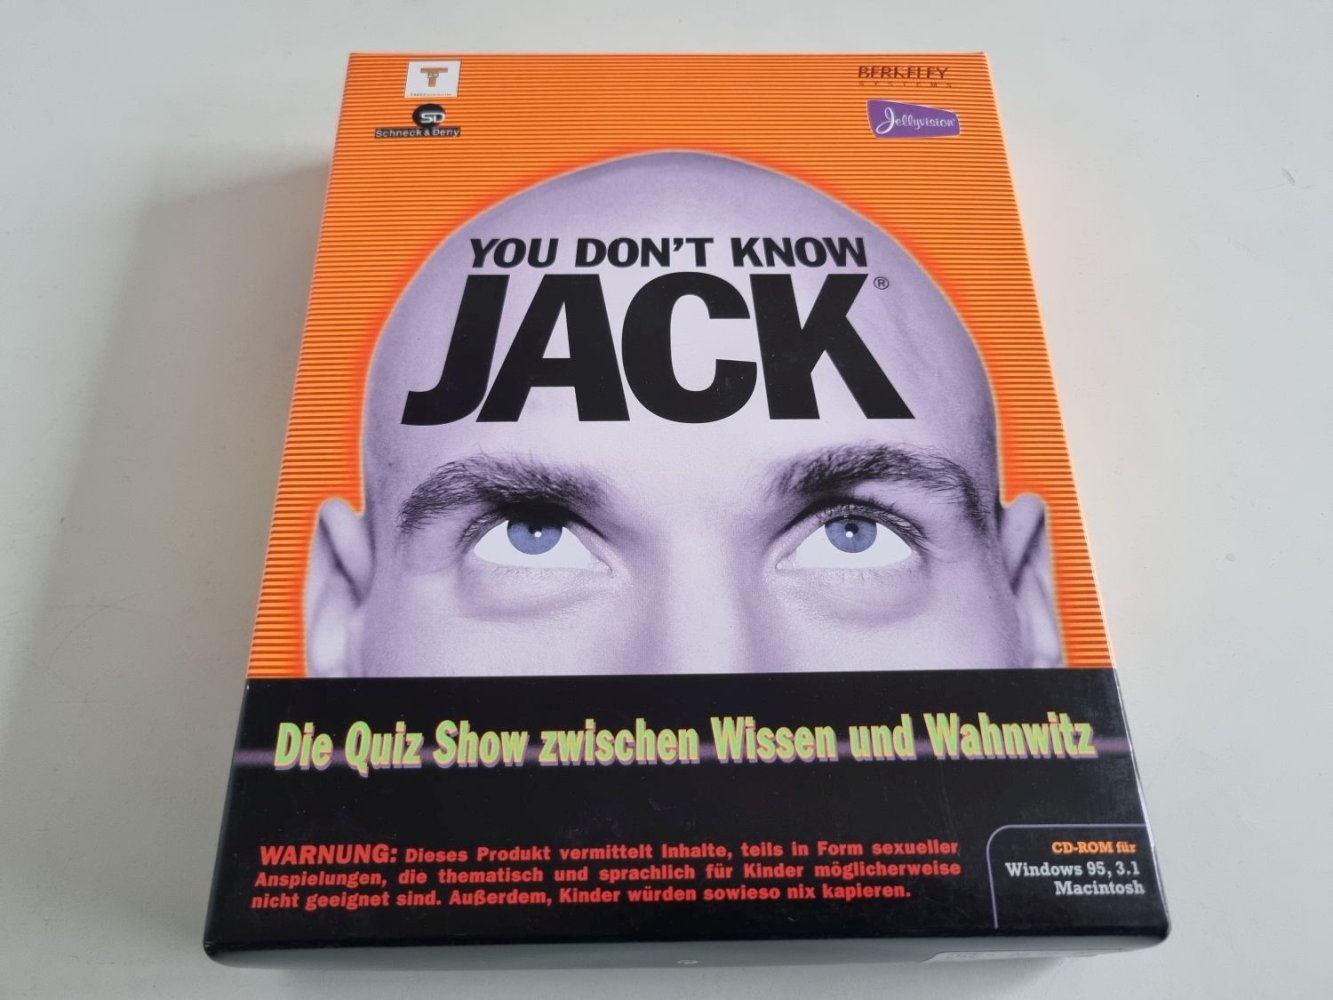 T
BERKELEY
SYSTEMS
SD
Schneck & Deny
Jellyvision
YOU DON'T KNOW
JACK®
Die Quiz Show zwischen Wissen und Wahnwitz
WARNUNG: Dieses Produkt vermittelt Inhalte, teils in Form sexueller
Anspielungen, die thematisch und sprachlich für Kinder möglicherweise
nicht geeignet sind. Außerdem, Kinder würden sowieso nix kapieren.
CD-ROM für
Windows 95, 3.1
Macintosh